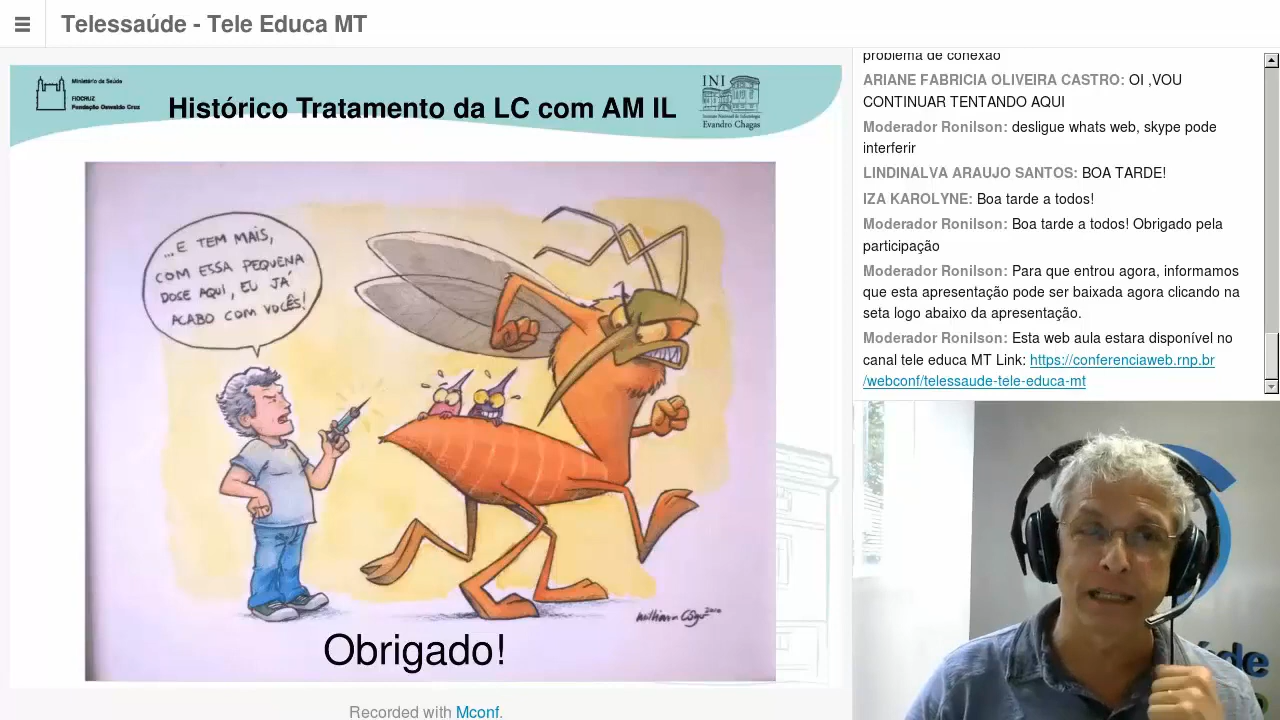 Telessaúde - Tele Educa MT
Ministério da Saúde
FIOCRUZ
Fundação Oswaldo Cruz
Histórico Tratamento da LC com AM IL
INI
Evandro Chagas
...E TEM MAIS,
COM ESSA PEQUENA
DOSE AQUI, EU JÁ
ACABO COM VOCÊS!
Obrigado!
Recorded with Mconf.
problema de conexão
ARIANE FABRICIA OLIVEIRA CASTRO: OI ,VOU
CONTINUAR TENTANDO AQUI
Moderador Ronilson: desligue whats web, skype pode
interferir
LINDINALVA ARAUJO SANTOS: BOA TARDE!
IZA KAROLYNE: Boa tarde a todos!
Moderador Ronilson: Boa tarde a todos! Obrigado pela
participação
Moderador Ronilson: Para que entrou agora, informamos
que esta apresentação pode ser baixada agora clicando na
seta logo abaixo da apresentação.
Moderador Ronilson: Esta web aula estara disponível no
canal tele educa MT Link: https://conferenciaweb.rnp.br
/webconf/telessaude-tele-educa-mt